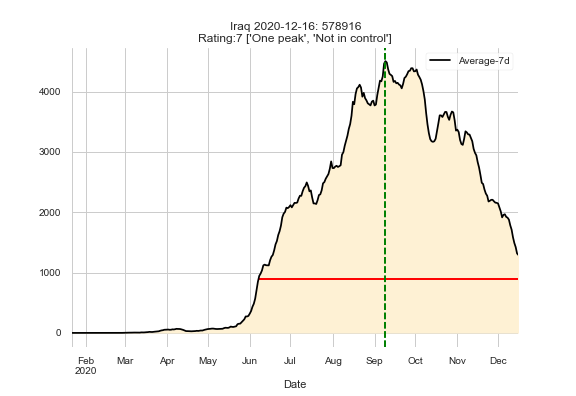 Iraq 2020-12-16: 578916
Rating:7 ['One peak', 'Not in control']
Average-7d
4000
3000
2000
1000
0
Feb Mar Apr May Jun Jul Aug Sep Oct Nov Dec
2020
Date